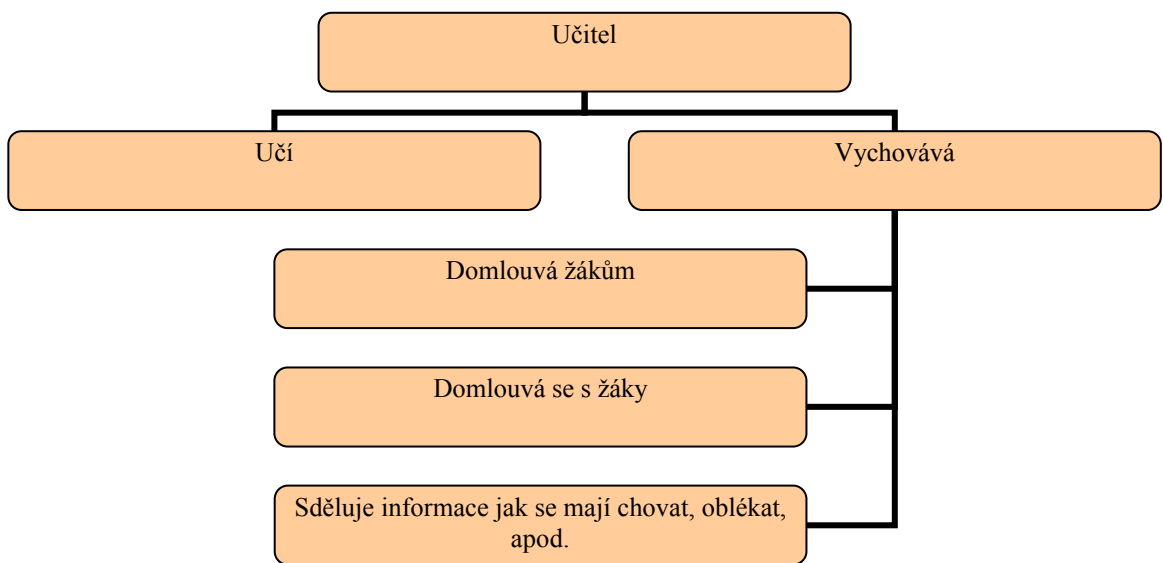 Učitel
Učí
Vychovává
Domlouvá žákům
Domlouvá se s žáky
Sděluje informace jak se mají chovat, oblékat,
apod.